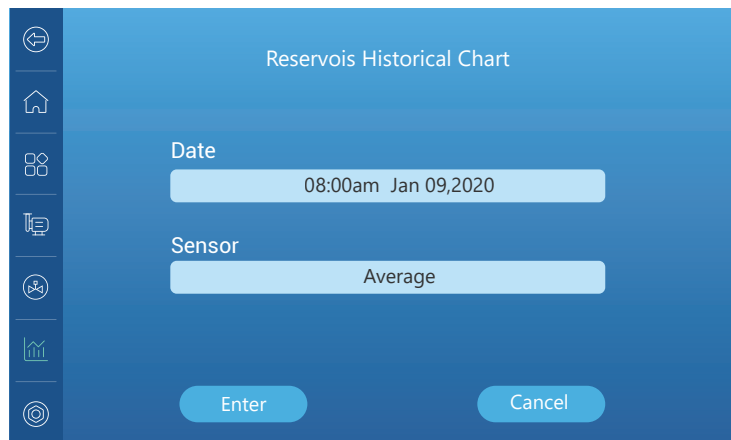 Reservois Historical Chart
Date
08:00am Jan 09,2020
Sensor
Average
Enter
Cancel